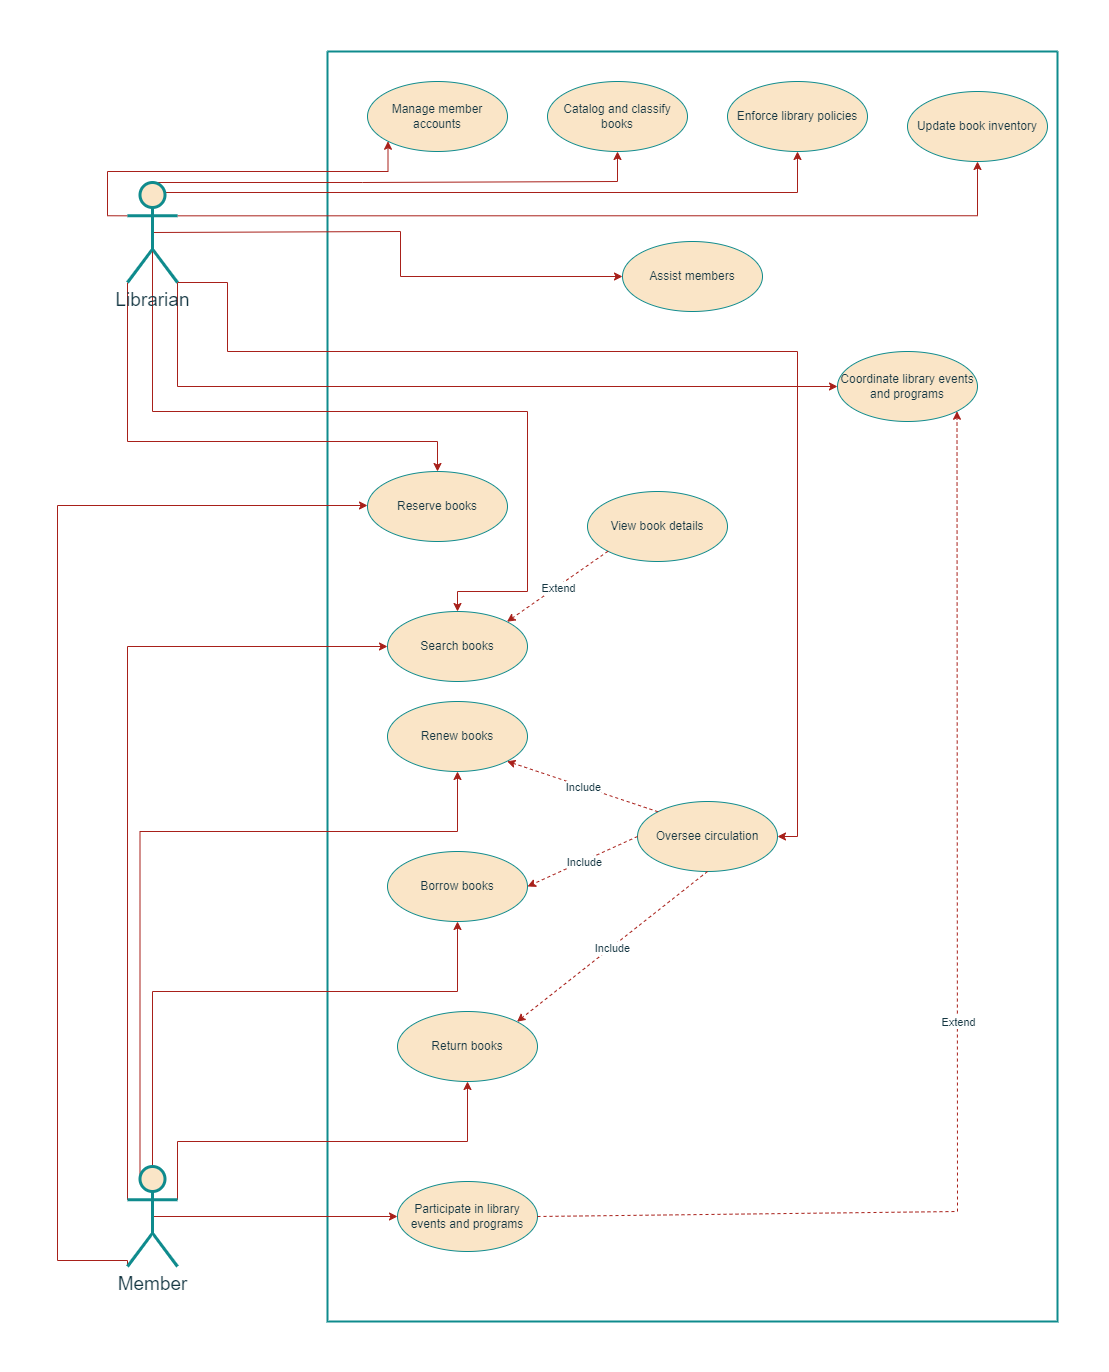 Manage member
accounts
Catalog and classify
books
Enforce library policies
Update book inventory
Assist members
Librarian
Coordinate library events
and programs
Reserve books
View book details
Extend
Search books
Renew books
Include
Oversee circulation
Include
Borrow books
Include
Return books
Extend
Participate in library
events and programs
Member